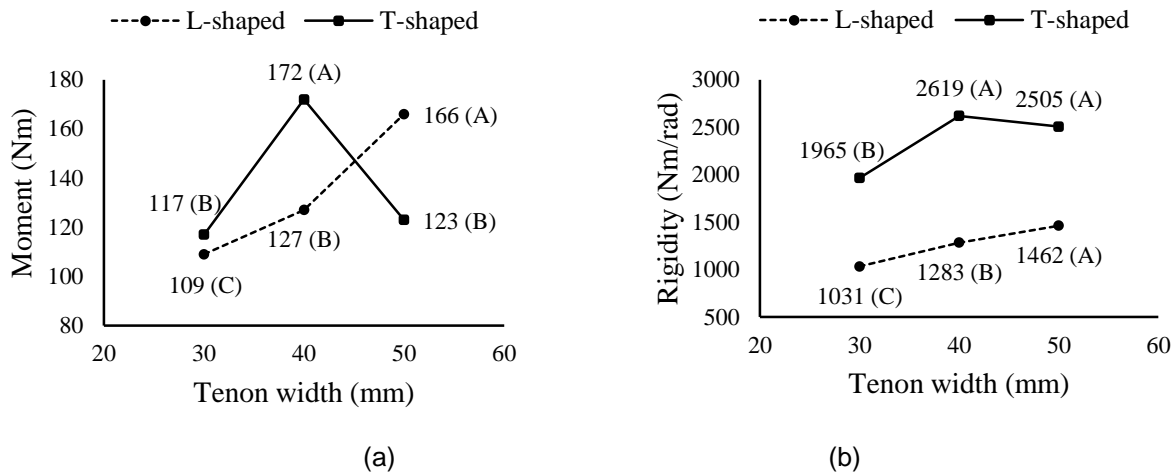 L-shaped T-shaped
180
160
140
120
100
80
Moment (Nm)
172 (A)
166 (A)
117 (B)
127 (B)
123 (B)
109 (C)
20 30 40 50 60
Tenon width (mm)
(a)
L-shaped T-shaped
3000
2500
2000
1500
1000
500
Rigidity (Nm/rad)
2619 (A)
2505 (A)
1965 (B)
1462 (A)
1283 (B)
1031 (C)
20 30 40 50 60
Tenon width (mm)
(b)